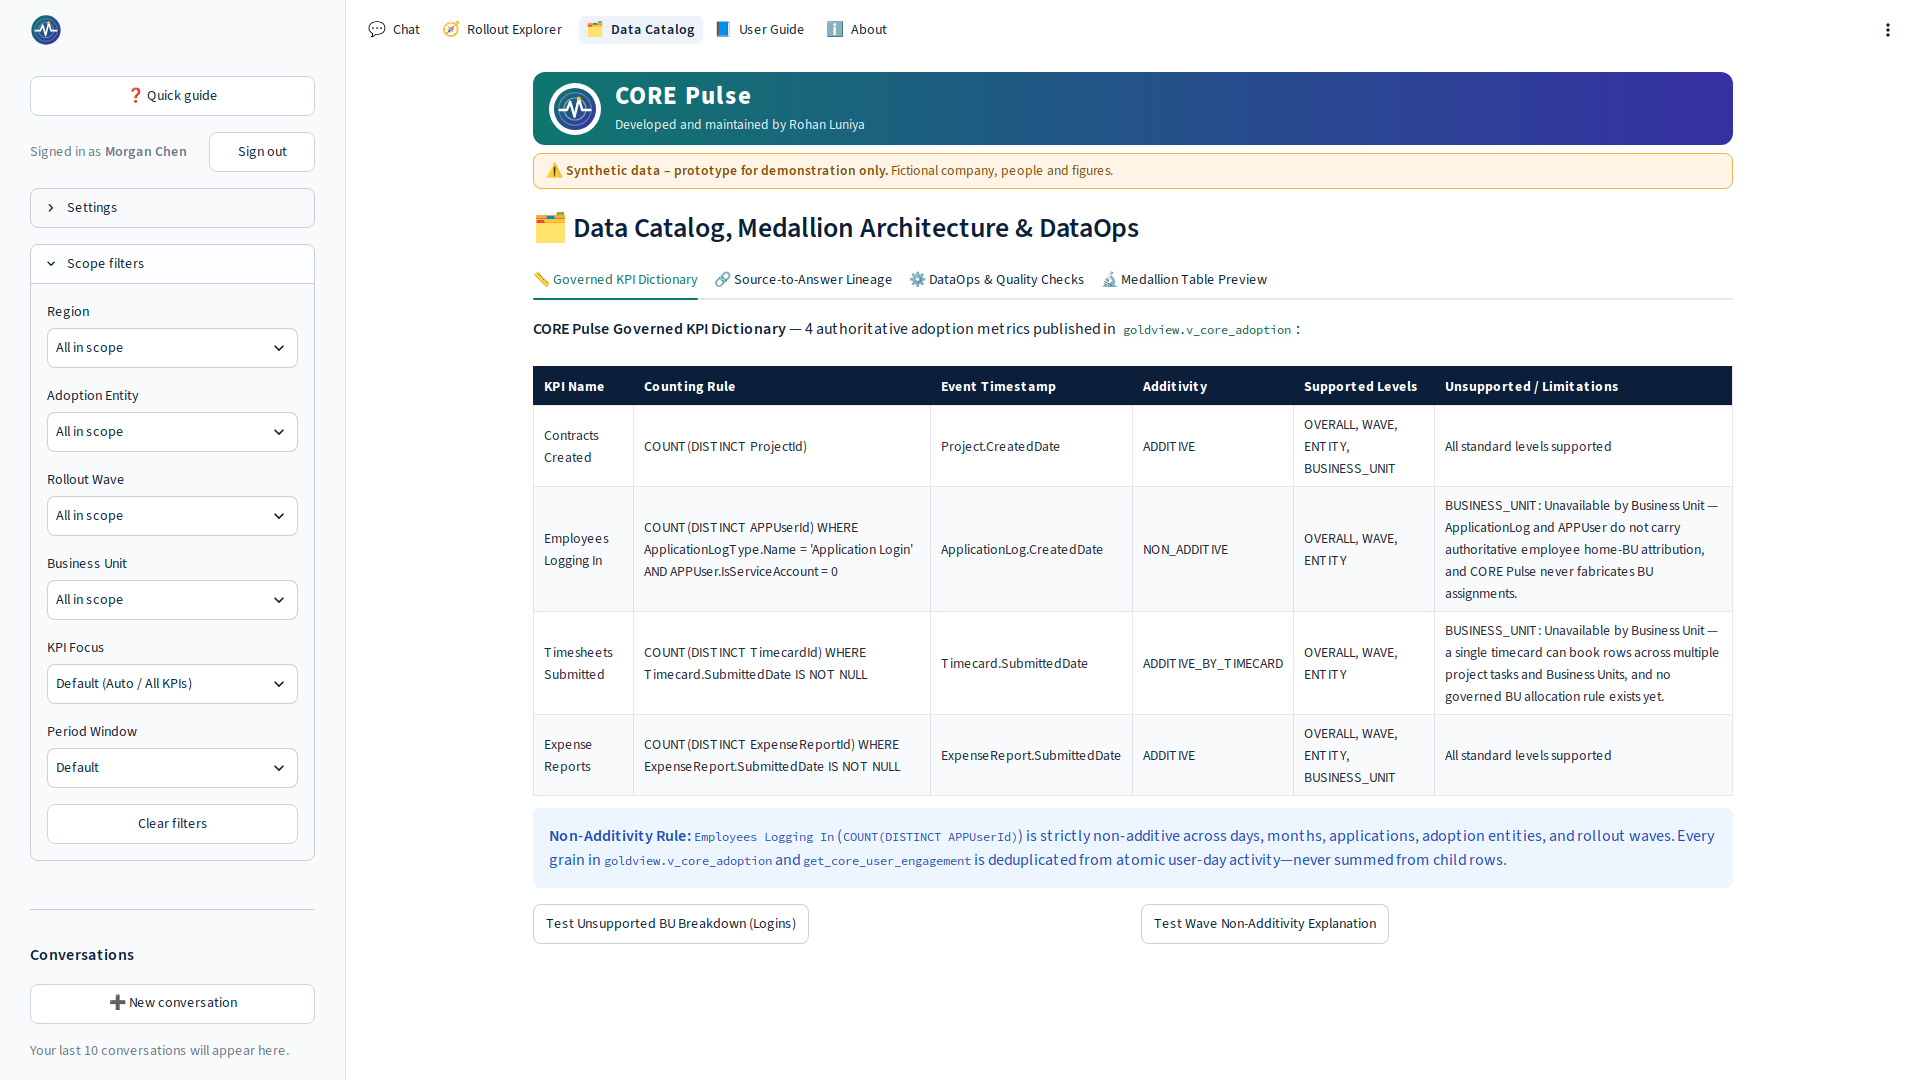 Quick guide
Signed in as Morgan Chen
Sign out
Settings
Scope filters
Region
All in scope
Adoption Entity
All in scope
Rollout Wave
All in scope
Business Unit
All in scope
KPI Focus
Default (Auto / All KPIs)
Period Window
Default
Clear filters
Conversations
New conversation
Your last 10 conversations will appear here.
Chat
Rollout Explorer
Data Catalog
User Guide
About
CORE Pulse
Developed and maintained by Rohan Luniya
Synthetic data – prototype for demonstration only. Fictional company, people and figures.
Data Catalog, Medallion Architecture & DataOps
Governed KPI Dictionary
Source-to-Answer Lineage
DataOps & Quality Checks
Medallion Table Preview
CORE Pulse Governed KPI Dictionary — 4 authoritative adoption metrics published in goldview.v_core_adoption :
KPI Name
Counting Rule
Event Timestamp
Additivity
Supported Levels
Unsupported / Limitations
Contracts
Created
COUNT(DISTINCT ProjectId)
Project.CreatedDate
ADDITIVE
OVERALL, WAVE,
ENTITY,
BUSINESS_UNIT
All standard levels supported
Employees
Logging In
COUNT(DISTINCT APPUserId) WHERE
ApplicationLogType.Name = 'Application Login'
AND APPUser.IsServiceAccount = 0
ApplicationLog.CreatedDate
NON_ADDITIVE
OVERALL, WAVE,
ENTITY
BUSINESS_UNIT: Unavailable by Business Unit —
ApplicationLog and APPUser do not carry
authoritative employee home-BU attribution,
and CORE Pulse never fabricates BU
assignments.
Timesheets
Submitted
COUNT(DISTINCT TimecardId) WHERE
Timecard.SubmittedDate IS NOT NULL
Timecard.SubmittedDate
ADDITIVE_BY_TIMECARD
OVERALL, WAVE,
ENTITY
BUSINESS_UNIT: Unavailable by Business Unit —
a single timecard can book rows across multiple
project tasks and Business Units, and no
governed BU allocation rule exists yet.
Expense
Reports
COUNT(DISTINCT ExpenseReportId) WHERE
ExpenseReport.SubmittedDate IS NOT NULL
ExpenseReport.SubmittedDate
ADDITIVE
OVERALL, WAVE,
ENTITY,
BUSINESS_UNIT
All standard levels supported
Non-Additivity Rule: Employees Logging In (COUNT(DISTINCT APPUserId)) is strictly non-additive across days, months, applications, adoption entities, and rollout waves. Every
grain in goldview.v_core_adoption and get_core_user_engagement is deduplicated from atomic user-day activity—never summed from child rows.
Test Unsupported BU Breakdown (Logins)
Test Wave Non-Additivity Explanation